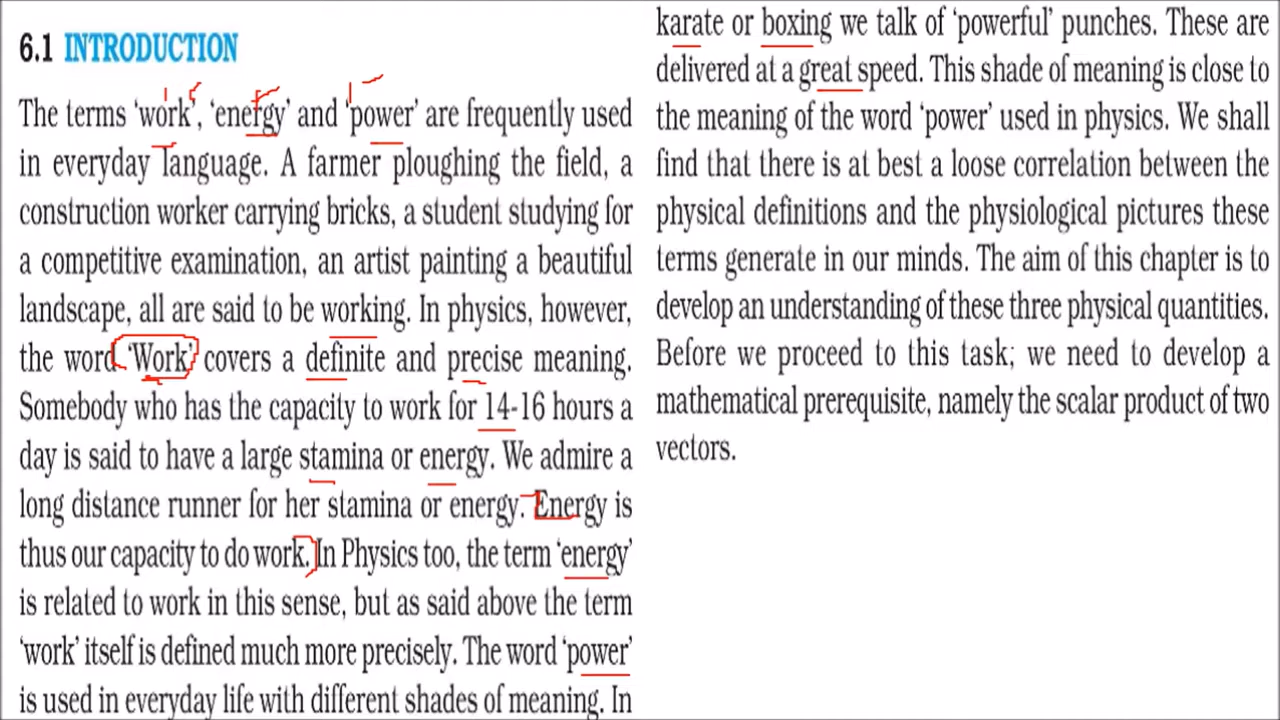 6.1 INTRODUCTION
The terms ‘work’, ‘energy’ and ‘power’ are frequently used
in everyday language. A farmer ploughing the field, a
construction worker carrying bricks, a student studying for
a competitive examination, an artist painting a beautiful
landscape, all are said to be working. In physics, however,
the word ‘Work’ covers a definite and precise meaning.
Somebody who has the capacity to work for 14-16 hours a
day is said to have a large stamina or energy. We admire a
long distance runner for her stamina or energy. Energy is
thus our capacity to do work. In Physics too, the term ‘energy’
is related to work in this sense, but as said above the term
‘work’ itself is defined much more precisely. The word ‘power’
is used in everyday life with different shades of meaning. In
karate or boxing we talk of ‘powerful’ punches. These are
delivered at a great speed. This shade of meaning is close to
the meaning of the word ‘power’ used in physics. We shall
find that there is at best a loose correlation between the
physical definitions and the physiological pictures these
terms generate in our minds. The aim of this chapter is to
develop an understanding of these three physical quantities.
Before we proceed to this task, we need to develop a
mathematical prerequisite, namely the scalar product of two
vectors.